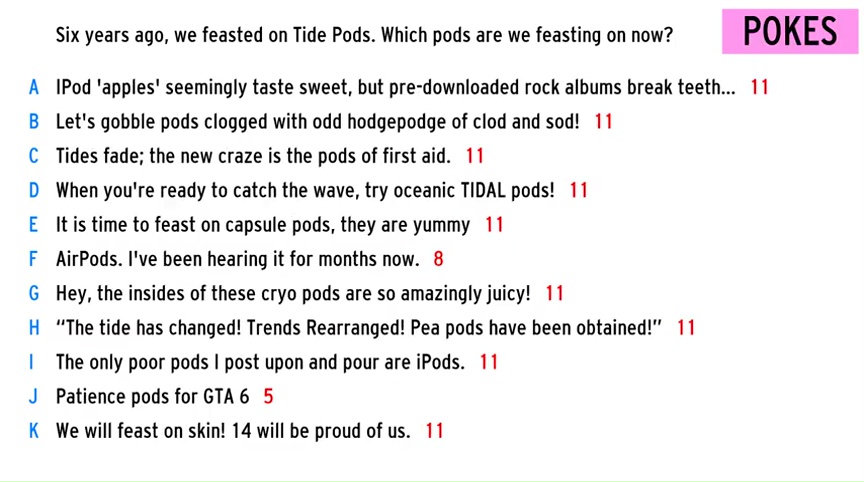 Six years ago, we feasted on Tide Pods. Which pods are we feasting on now?
POKES
A IPod 'apples' seemingly taste sweet, but pre-downloaded rock albums break teeth... 11
B Let's gobble pods clogged with odd hodgepodge of clod and sod! 11
C Tides fade; the new craze is the pods of first aid. 11
D When you're ready to catch the wave, try oceanic TIDAL pods! 11
E It is time to feast on capsule pods, they are yummy 11
F AirPods. I've been hearing it for months now. 8
G Hey, the insides of these cryo pods are so amazingly juicy! 11
H “The tide has changed! Trends Rearranged! Pea pods have been obtained!” 11
I The only poor pods I post upon and pour are iPods. 11
J Patience pods for GTA 6 5
K We will feast on skin! 14 will be proud of us. 11